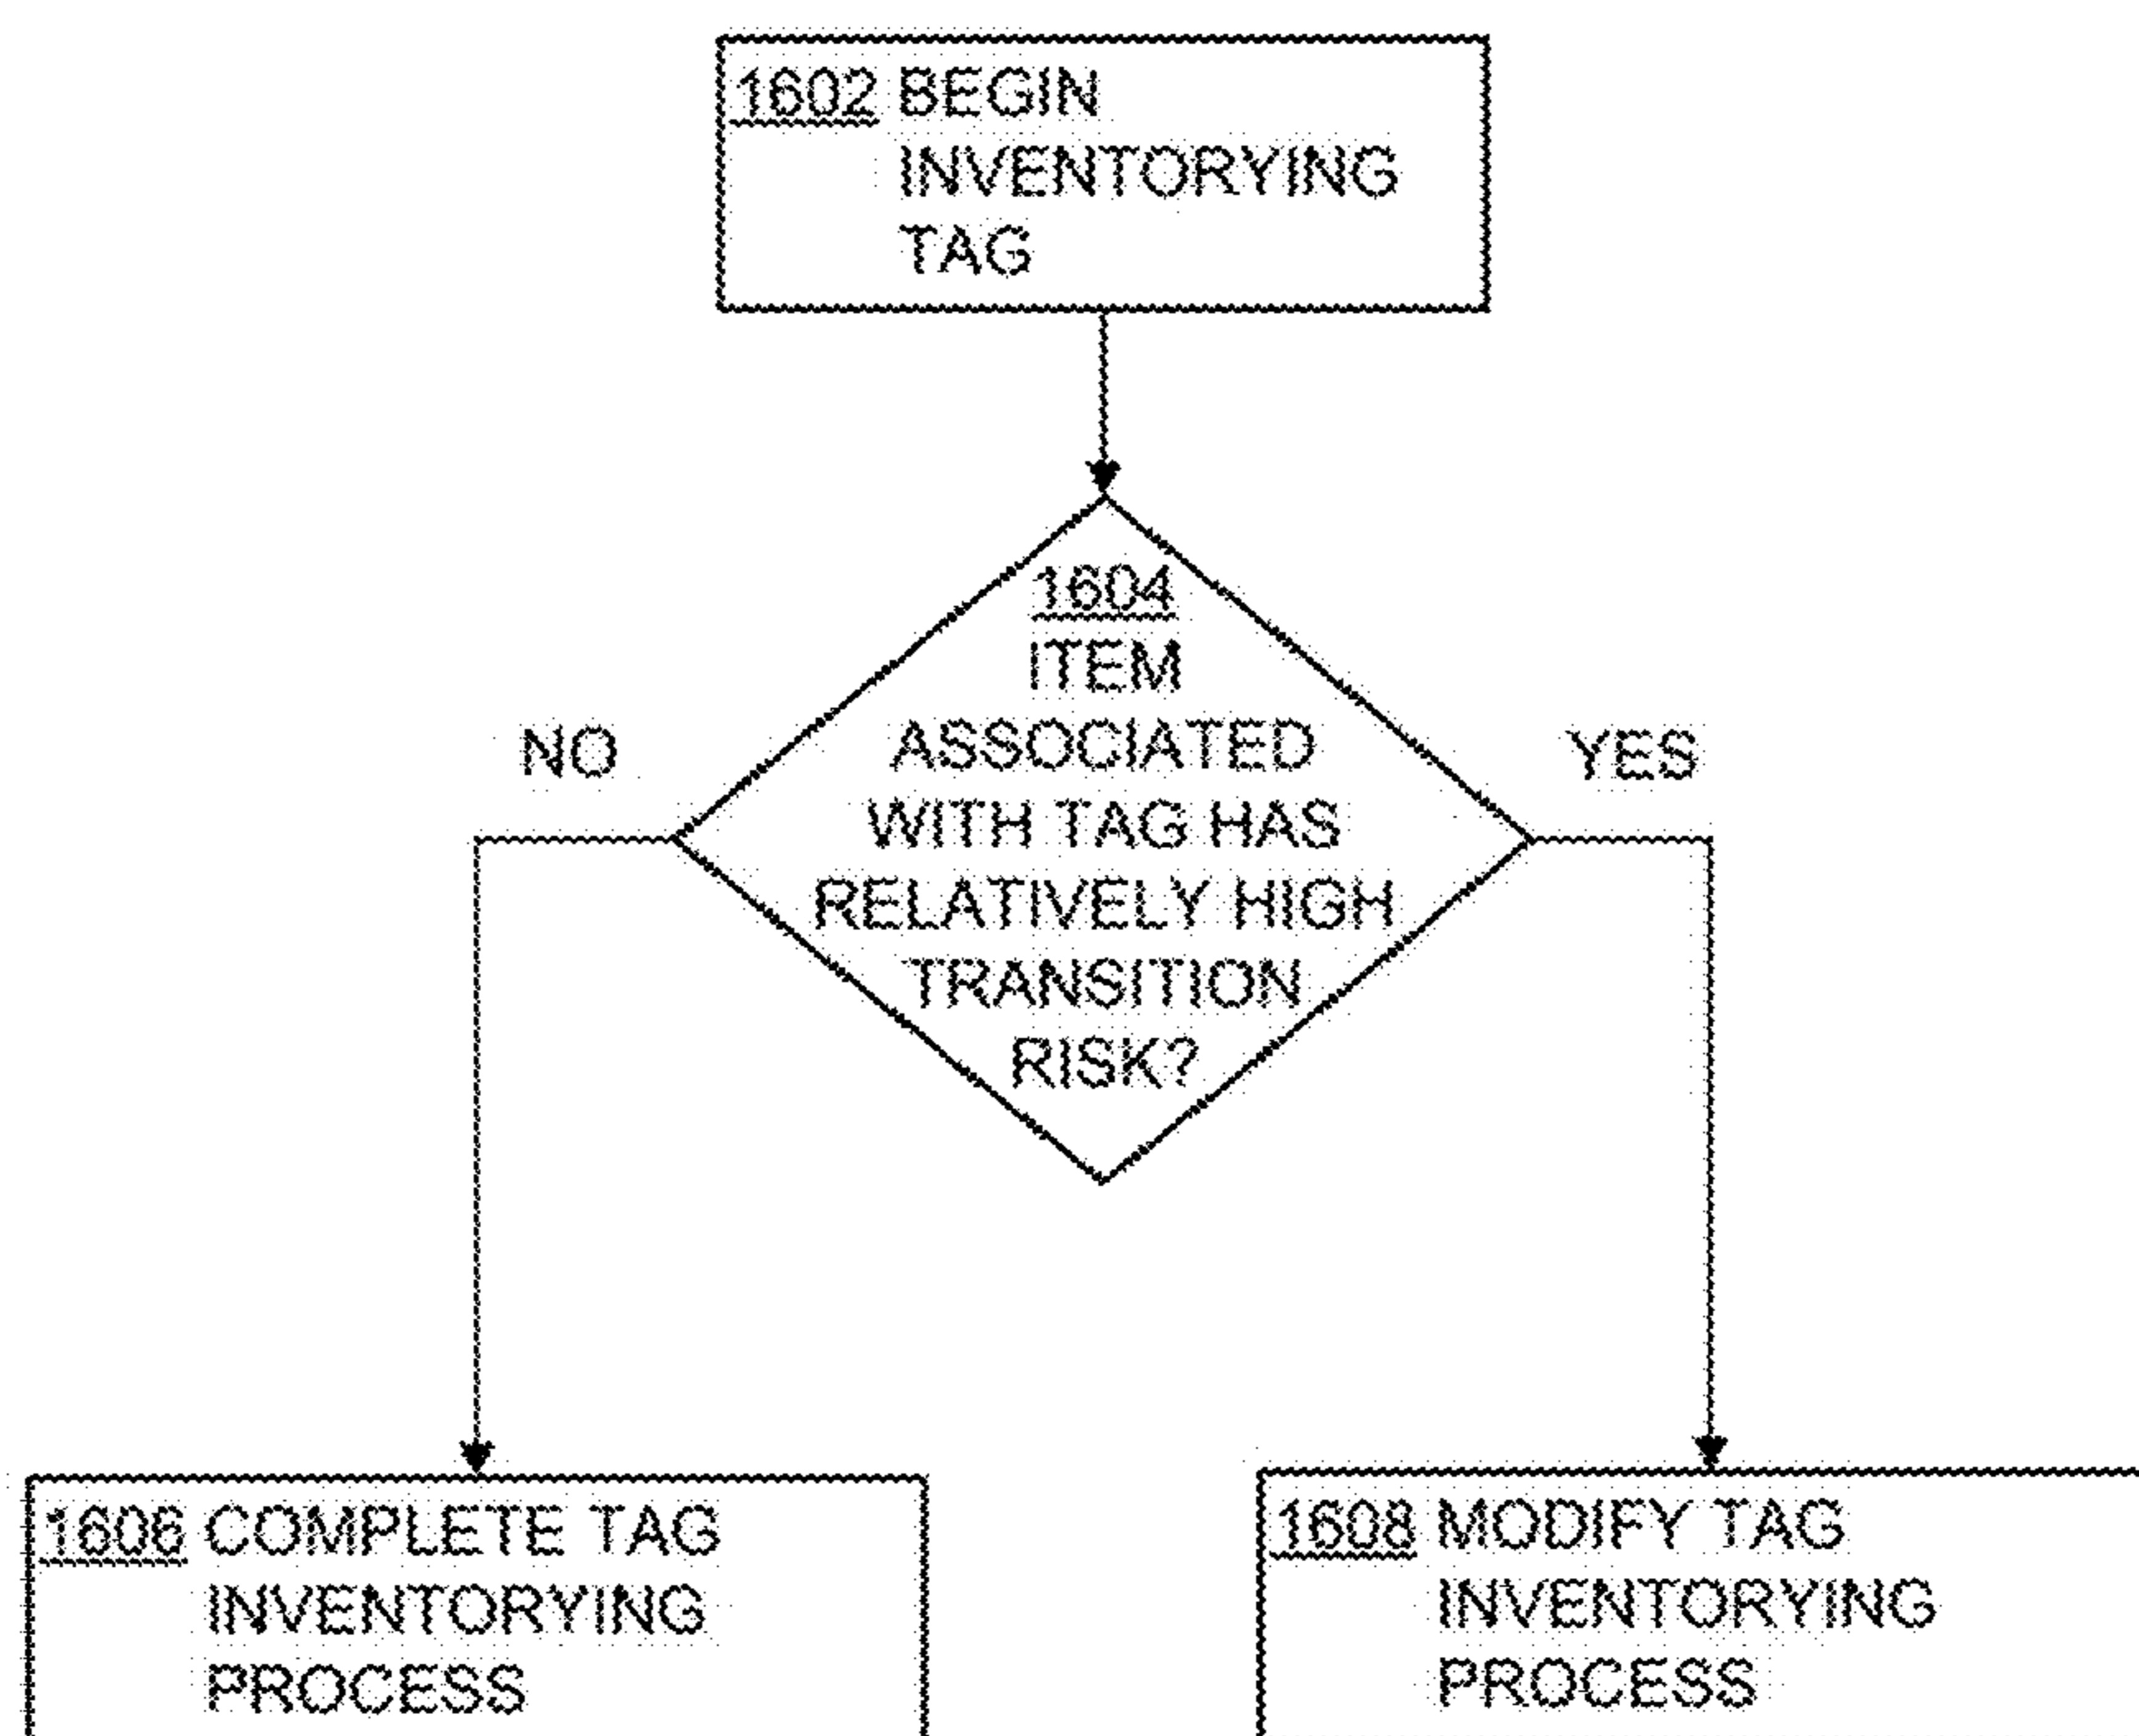 1602 BEGIN
INVENTORYING
TAG
1604
ITEM
ASSOCIATED
WITH TAG HAS
RELATIVELY HIGH
TRANSITION
RISK?
NO
YES
1606 COMPLETE TAG
INVENTORYING
PROCESS
1608 MODIFY TAG
INVENTORYING
PROCESS